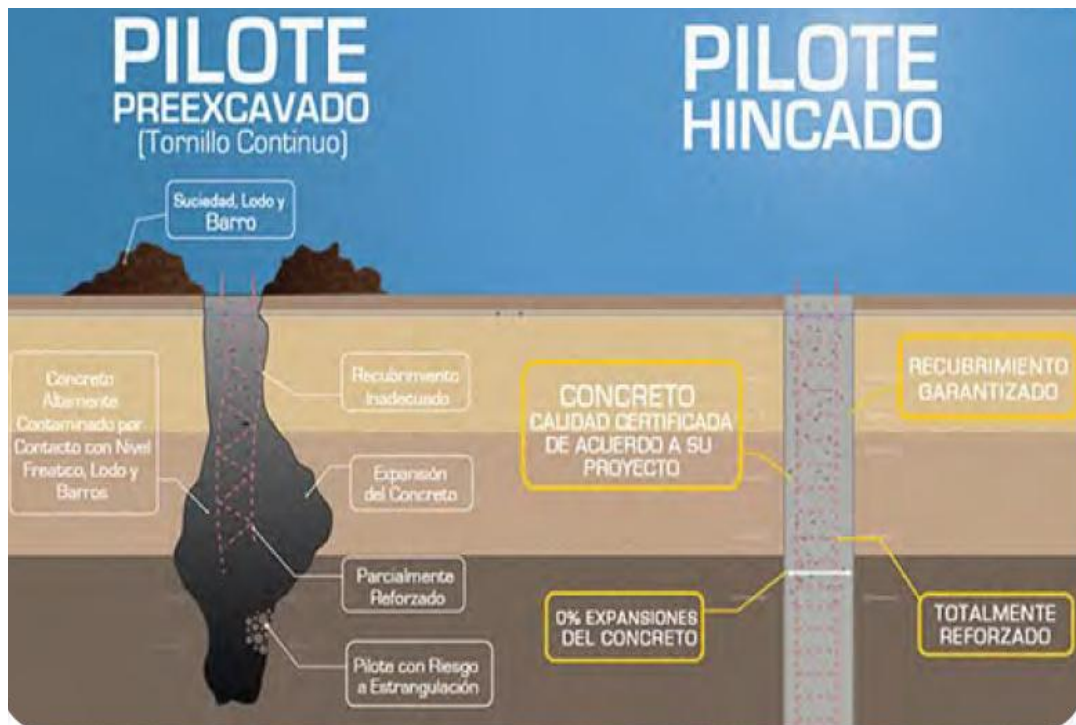 PILOTE
PREEXCAVADO
(Tornillo Continuo)
Suciedad, Lodo y
Barro
Concreto
Altamente
Contaminado por
Contacto con Nivel
Freatico, Lodo y
Barros
Recubrimiento
Inadecuado
Expansión
del Concreto
Parcialmente
Reforzado
Pilote con Riesgo
a Estrangulación
PILOTE
HINCADO
CONCRETO
CALIDAD CERTIFICADA
DE ACUERDO A SU
PROYECTO
RECUBRIMIENTO
GARANTIZADO
0% EXPANSIONES
DEL CONCRETO
TOTALMENTE
REFORZADO